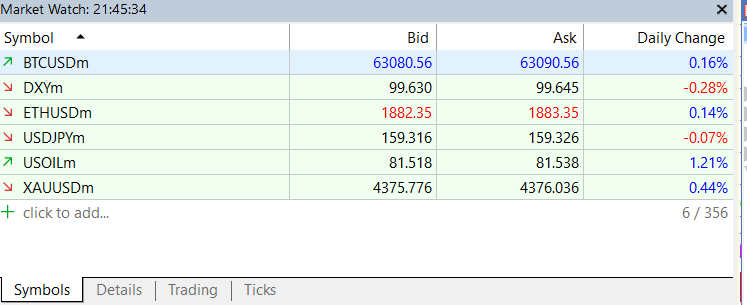 Market Watch: 21:45:34
Symbol Bid Ask Daily Change
BTCUSDm 63080.56 63090.56 0.16%
DXYm 99.630 99.645 -0.28%
ETHUSDm 1882.35 1883.35 0.14%
USDJPYm 159.316 159.326 -0.07%
USOILm 81.518 81.538 1.21%
XAUUSDm 4375.776 4376.036 0.44%
click to add... 6 / 356
Symbols Details Trading Ticks